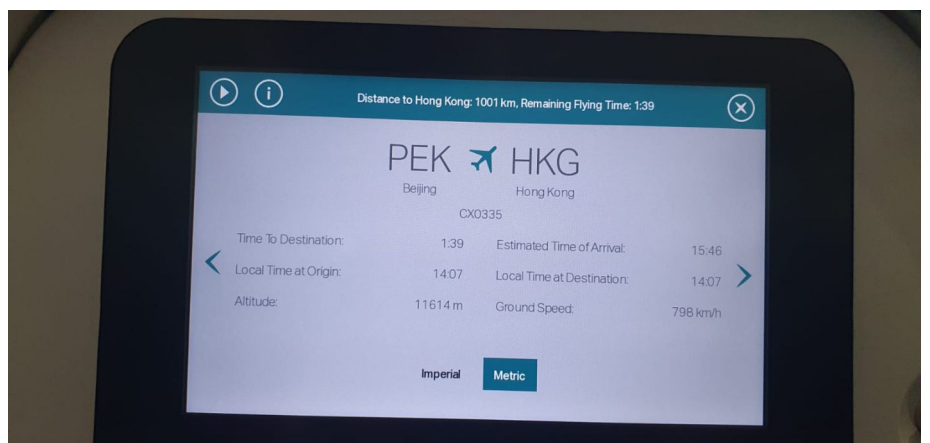 Distance to Hong Kong: 1001 km, Remaining Flying Time: 1:39
PEK HKG
Beijing Hong Kong
CX0335
Time To Destination: 1:39 Estimated Time of Arrival: 15:46
Local Time at Origin: 14:07 Local Time at Destination: 14:07
Altitude: 11614 m Ground Speed: 798 km/h
Imperial Metric